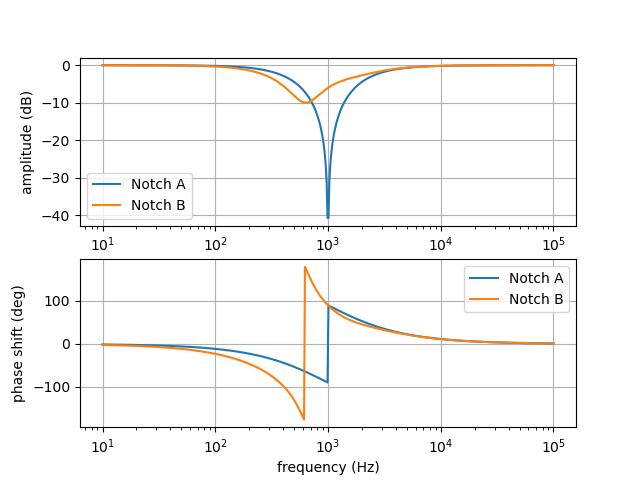 0
−10
−20
−30
−40
amplitude (dB)
Notch A
Notch B
10¹ 10² 10³ 10⁴ 10⁵
100
0
−100
phase shift (deg)
Notch A
Notch B
10¹ 10² 10³ 10⁴ 10⁵
frequency (Hz)